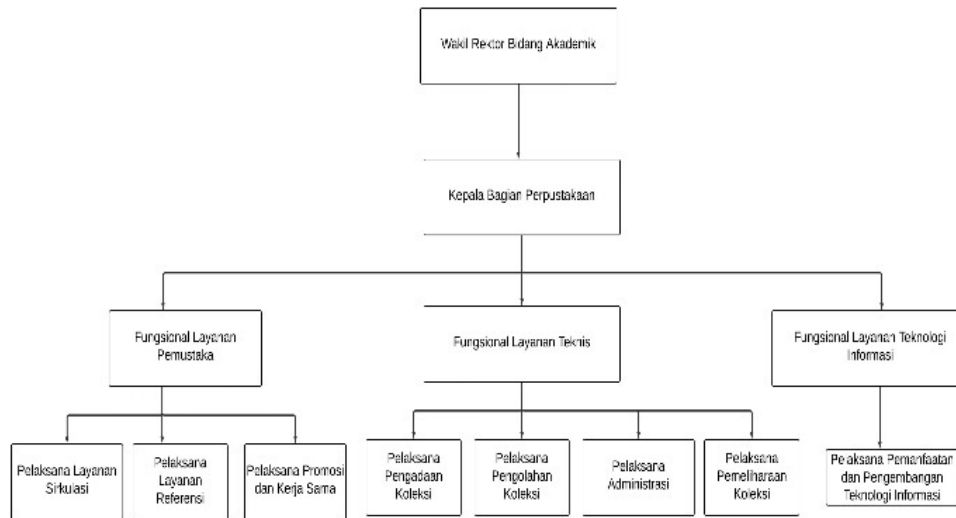 Wakil Rektor Bidang Akademik
Kepala Bagian Perpustakaan
Fungsional Layanan
Pemustaka
Fungsional Layanan Teknis
Fungsional Layanan Teknologi
Informasi
Pelaksana Layanan
Sirkulasi
Pelaksana
Layanan
Referensi
Pelaksana Promosi
dan Kerja Sama
Pelaksana
Pengadaan
Koleksi
Pelaksana
Pengolahan
Koleksi
Pelaksana
Administrasi
Pelaksana
Pemeliharaan
Koleksi
Pelaksana Pemanfaatan
dan Pengembangan
Teknologi Informasi